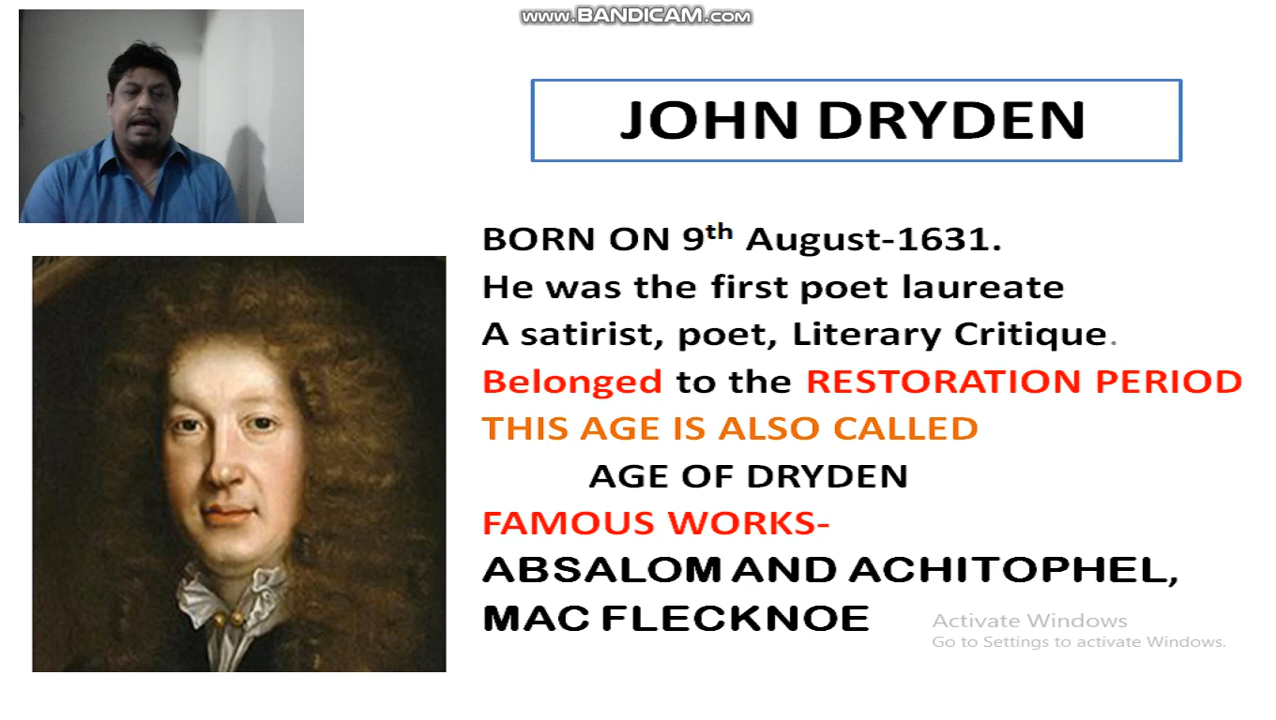 www.BANDICAM.com
JOHN DRYDEN
BORN ON 9th August-1631.
He was the first poet laureate
A satirist, poet, Literary Critique.
Belonged to the RESTORATION PERIOD
THIS AGE IS ALSO CALLED
AGE OF DRYDEN
FAMOUS WORKS-
ABSALOM AND ACHITOPHEL,
MAC FLECKNOE
Activate Windows
Go to Settings to activate Windows.